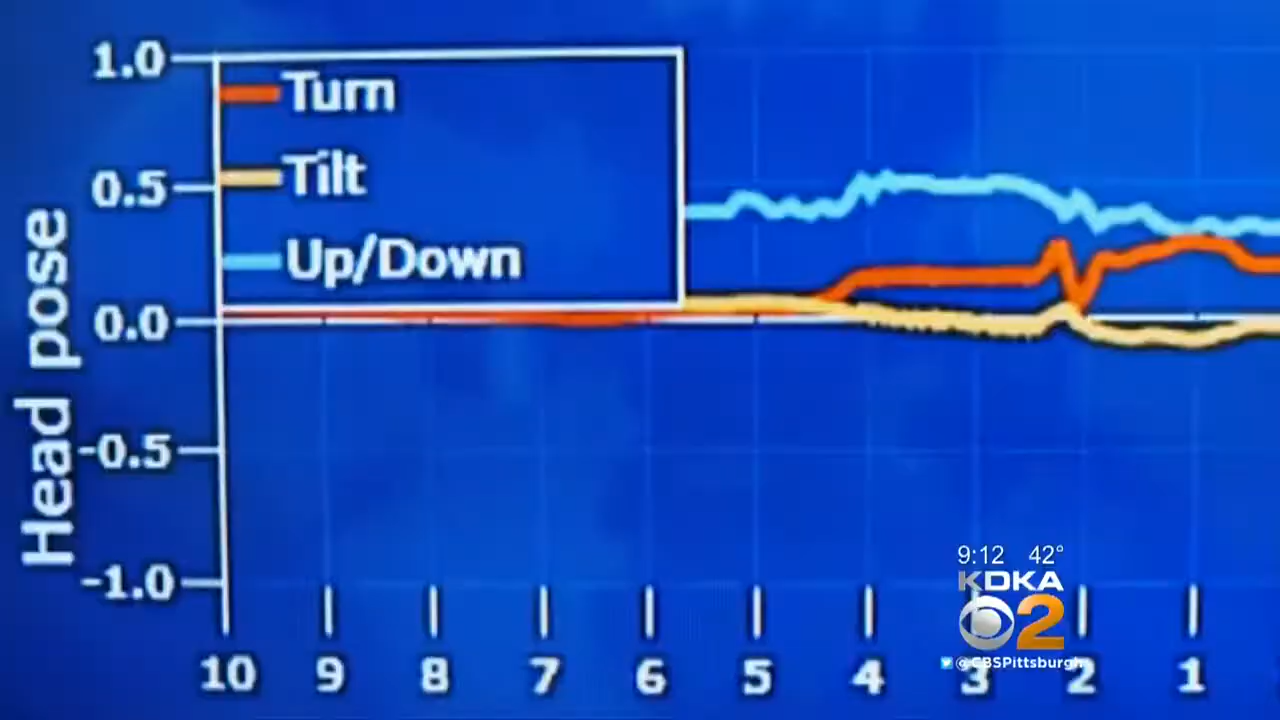 1.0
Turn
0.5
Tilt
Up/Down
0.0
-0.5
-1.0
Head pose
10 9 8 7 6 5 4 3 2 1
9:12 42°
KDKA
2
@CBSPittsburgh